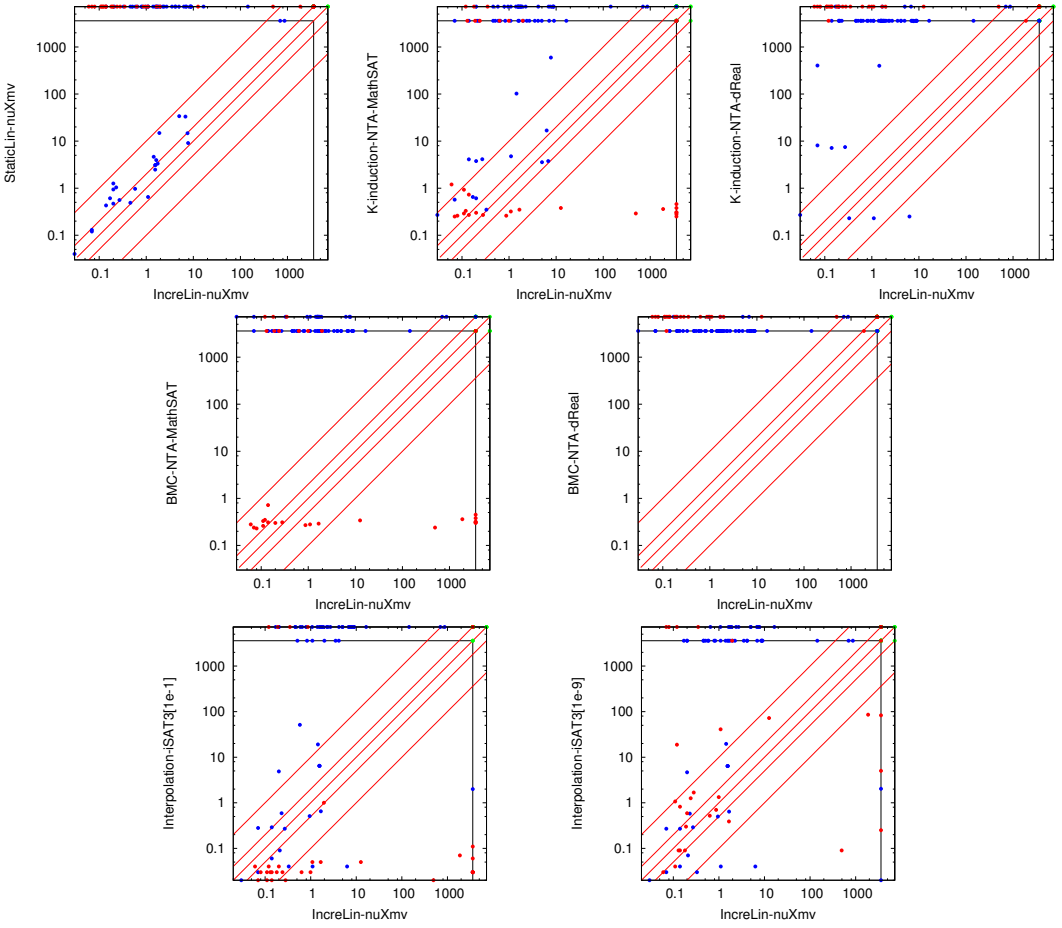 StaticLin-nuXmv
1000
100
10
1
0.1
0.1 1 10 100 1000
IncreLin-nuXmv
K-induction-NTA-MathSAT
1000
100
10
1
0.1
0.1 1 10 100 1000
IncreLin-nuXmv
K-induction-NTA-dReal
1000
100
10
1
0.1
0.1 1 10 100 1000
IncreLin-nuXmv
BMC-NTA-MathSAT
1000
100
10
1
0.1
0.1 1 10 100 1000
IncreLin-nuXmv
BMC-NTA-dReal
1000
100
10
1
0.1
0.1 1 10 100 1000
IncreLin-nuXmv
Interpolation-iSAT3[1e-1]
1000
100
10
1
0.1
0.1 1 10 100 1000
IncreLin-nuXmv
Interpolation-iSAT3[1e-9]
1000
100
10
1
0.1
0.1 1 10 100 1000
IncreLin-nuXmv